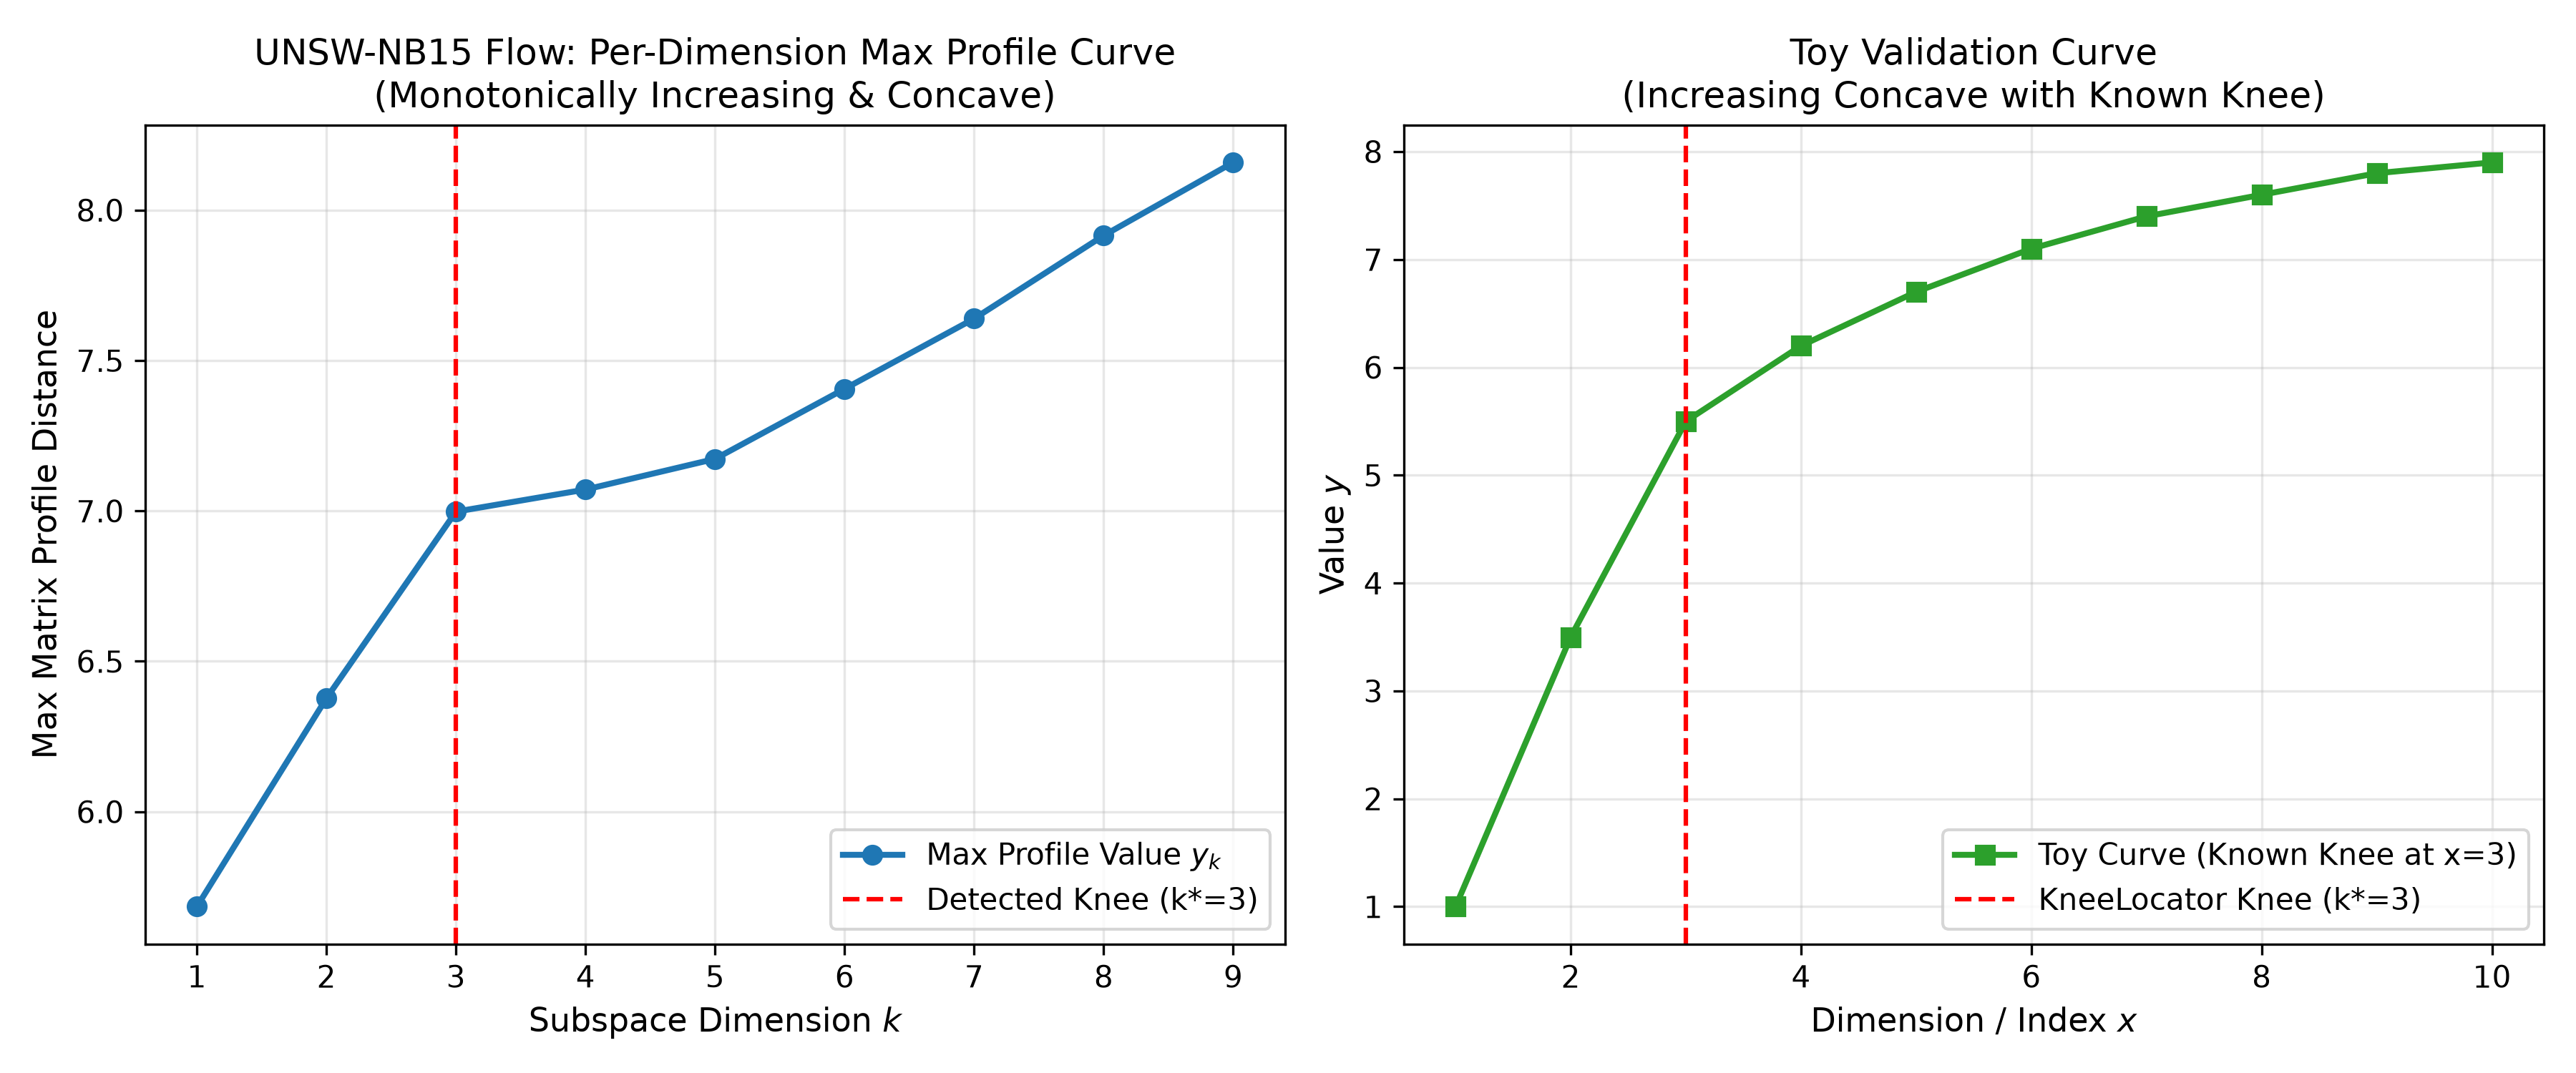 UNSW-NB15 Flow: Per-Dimension Max Profile Curve
(Monotonically Increasing & Concave)
Max Matrix Profile Distance
8.0
7.5
7.0
6.5
6.0
1 2 3 4 5 6 7 8 9
Subspace Dimension k
Max Profile Value yₖ
Detected Knee (k*=3)
Toy Validation Curve
(Increasing Concave with Known Knee)
Value y
8
7
6
5
4
3
2
1
2 4 6 8 10
Dimension / Index x
Toy Curve (Known Knee at x=3)
KneeLocator Knee (k*=3)